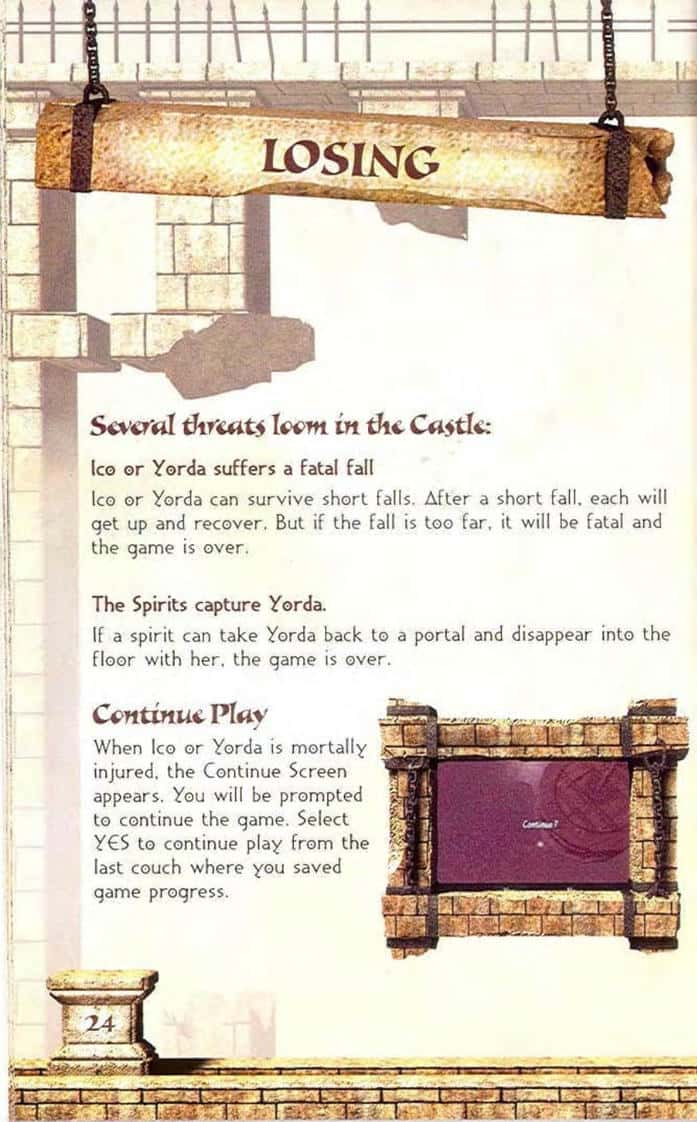 LOSING
Several threats loom in the Castle:
Ico or Yorda suffers a fatal fall
Ico or Yorda can survive short falls. After a short fall, each will
get up and recover. But if the fall is too far, it will be fatal and
the game is over.
The Spirits capture Yorda.
If a spirit can take Yorda back to a portal and disappear into the
floor with her, the game is over.
Continue Play
When Ico or Yorda is mortally
injured, the Continue Screen
appears. You will be prompted
to continue the game. Select
YES to continue play from the
last couch where you saved
game progress.
Continue?
24